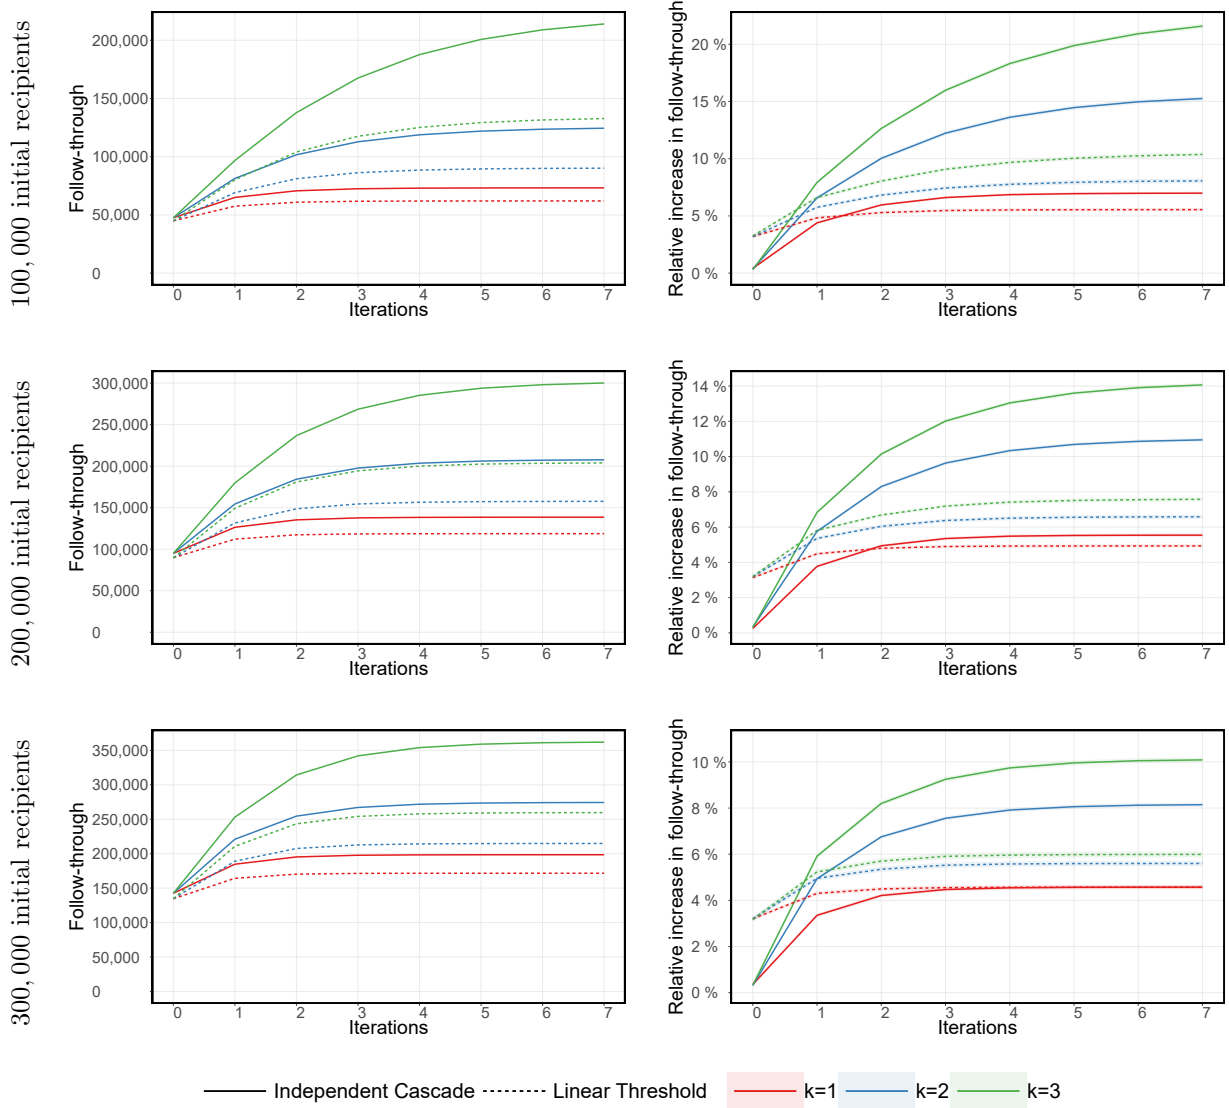 100,000 initial recipients
Follow-through
200,000
150,000
100,000
50,000
0
0 1 2 3 4 5 6 7
Iterations
Relative increase in follow-through
20 %
15 %
10 %
5 %
0 %
0 1 2 3 4 5 6 7
Iterations
200,000 initial recipients
Follow-through
300,000
250,000
200,000
150,000
100,000
50,000
0
0 1 2 3 4 5 6 7
Iterations
Relative increase in follow-through
14 %
12 %
10 %
8 %
6 %
4 %
2 %
0 %
0 1 2 3 4 5 6 7
Iterations
300,000 initial recipients
Follow-through
350,000
300,000
250,000
200,000
150,000
100,000
50,000
0
0 1 2 3 4 5 6 7
Iterations
Relative increase in follow-through
10 %
8 %
6 %
4 %
2 %
0 %
0 1 2 3 4 5 6 7
Iterations
Independent Cascade Linear Threshold k=1 k=2 k=3